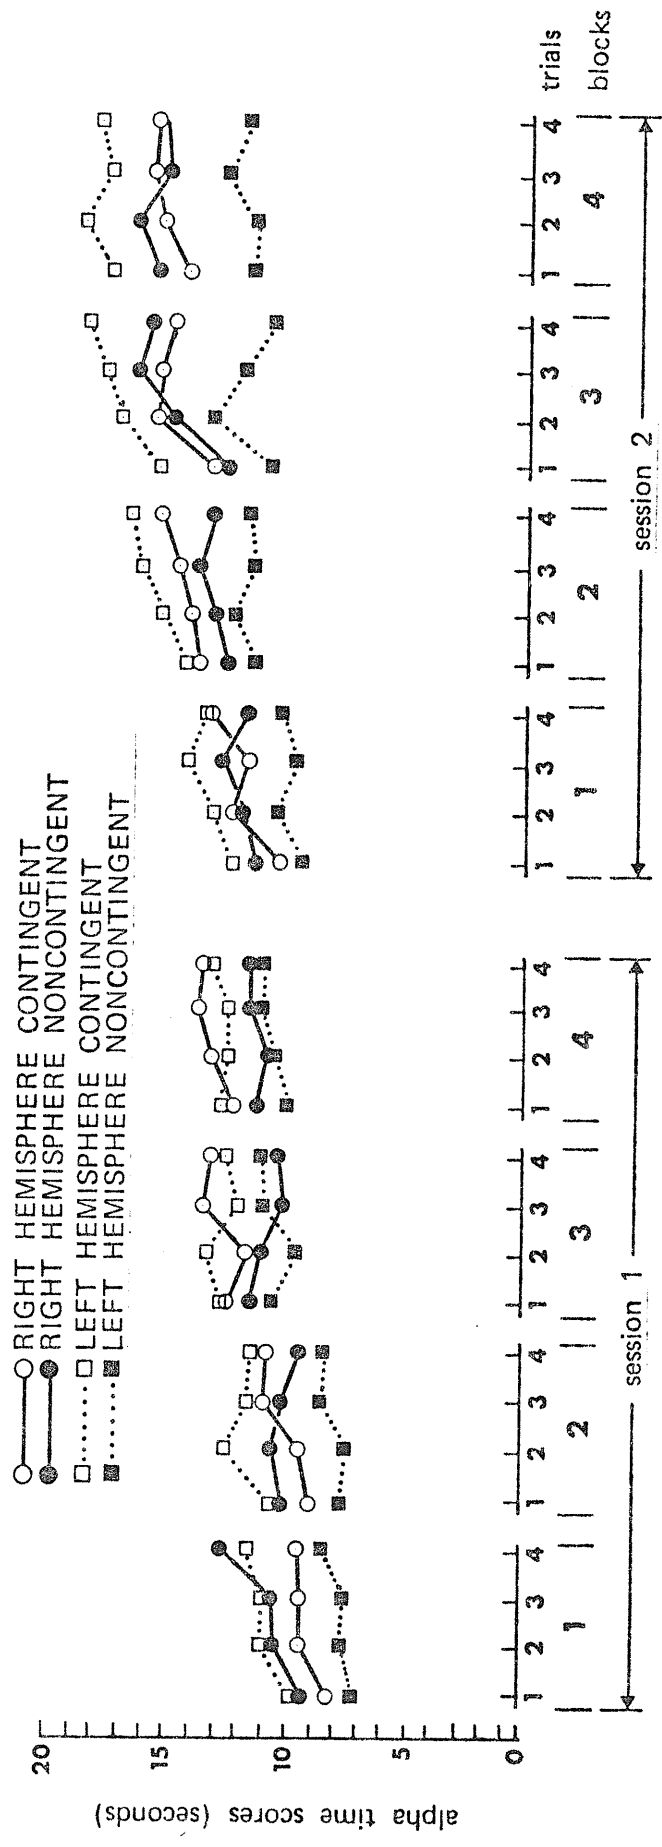 RIGHT HEMISPHERE CONTINGENT
RIGHT HEMISPHERE NONCONTINGENT
LEFT HEMISPHERE CONTINGENT
LEFT HEMISPHERE NONCONTINGENT
20
10
5
0
alpha time scores (seconds)
1 2 3 4 1 2 3 4 1 2 3 4 1 2 3 4 1 2 3 4 1 2 3 4 1 2 3 4 1 2 3 4 trials
1 2 3 4 1 2 3 4 blocks
session 1 session 2